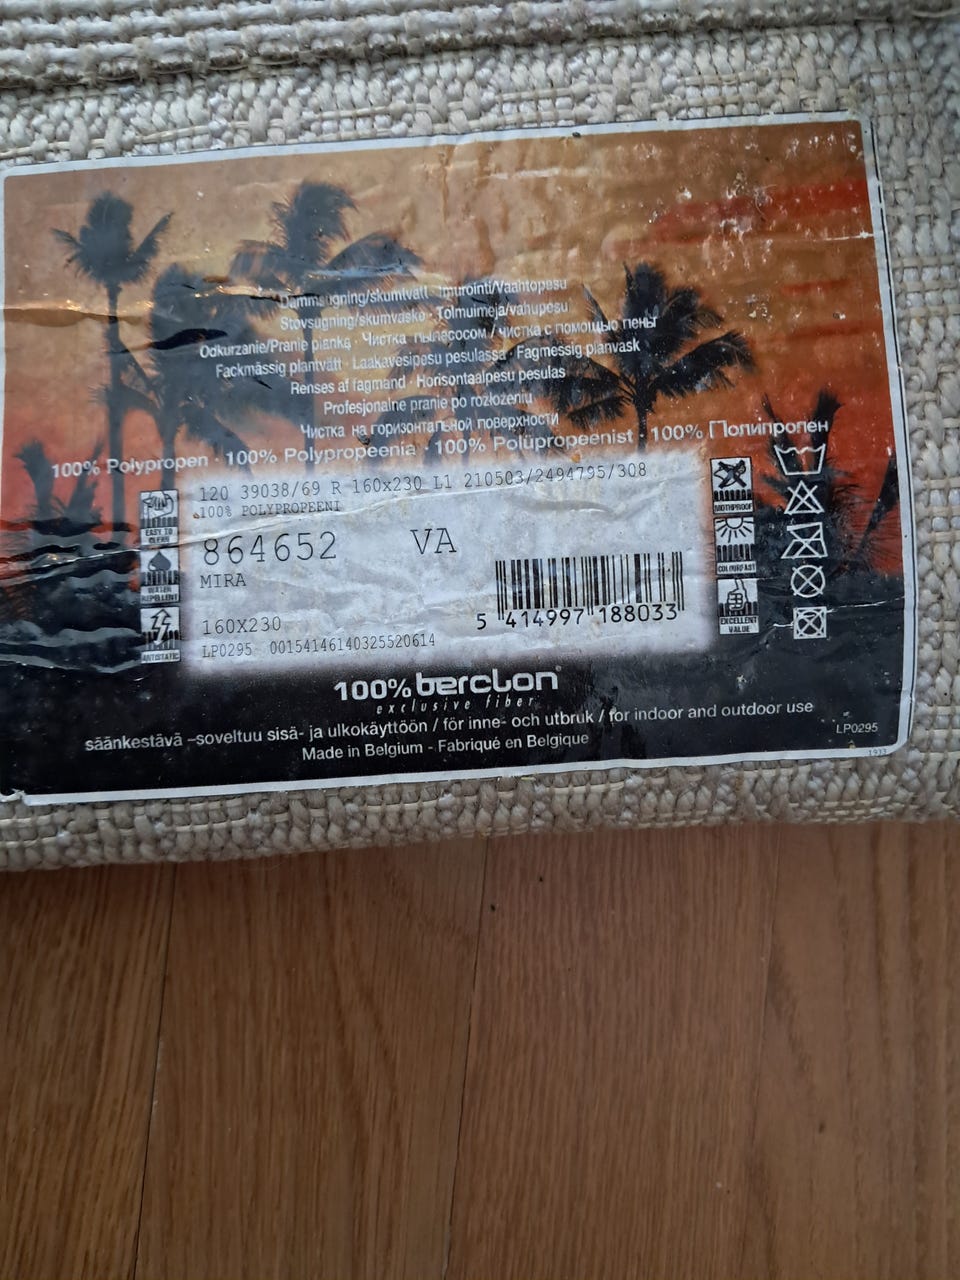 Dammsugning/skumtvätt · Imurointi/Vaahtopesu
Stovsugning/skumvaske · Tolmuimeja/vahupesu
Odkurzanie/Pranie pianką · Чистка пылесосом / чистка с помощью пены
Fackmässig plantvätt · Laakavesipesu pesulassa · Fagmessig planvask
Renses af fagmand · Horisontaalpesu pesulas
Profesjonalne pranie po rozłożeniu
Чистка на горизонтальной поверхности
100% Polypropen · 100% Polypropeenia · 100% Polüpropeenist · 100% Полипропен
120 39038/69 R 160x230 L1 210503/2494795/308
100% POLYPROPEENI
864652 VA
MIRA
160X230
LP0295 00154146140325520614
5 414997 188033
EASY TO CLEAN
WATER REPELLENT
ANTISTATIC
MOTHPROOF
COLOURFAST
EXCELLENT VALUE
100% berclon
exclusive fiber
säänkestävä –soveltuu sisä- ja ulkokäyttöön / för inne- och utbruk / for indoor and outdoor use
Made in Belgium - Fabriqué en Belgique
LP0295
1933